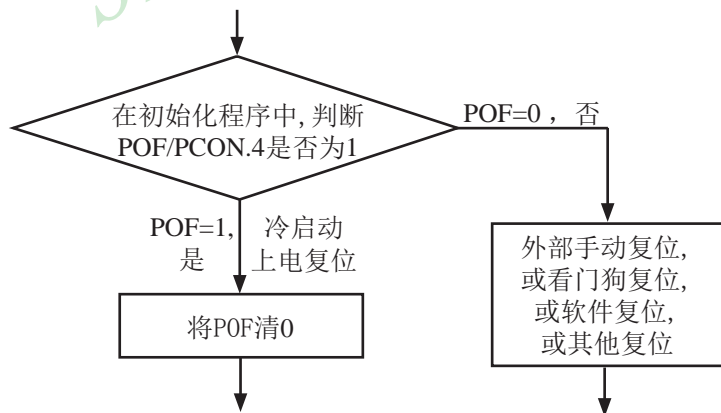 在初始化程序中, 判断
POF/PCON.4是否为1
POF=0 , 否
POF=1,
是
冷启动
上电复位
将POF清0
外部手动复位,
或看门狗复位,
或软件复位,
或其他复位